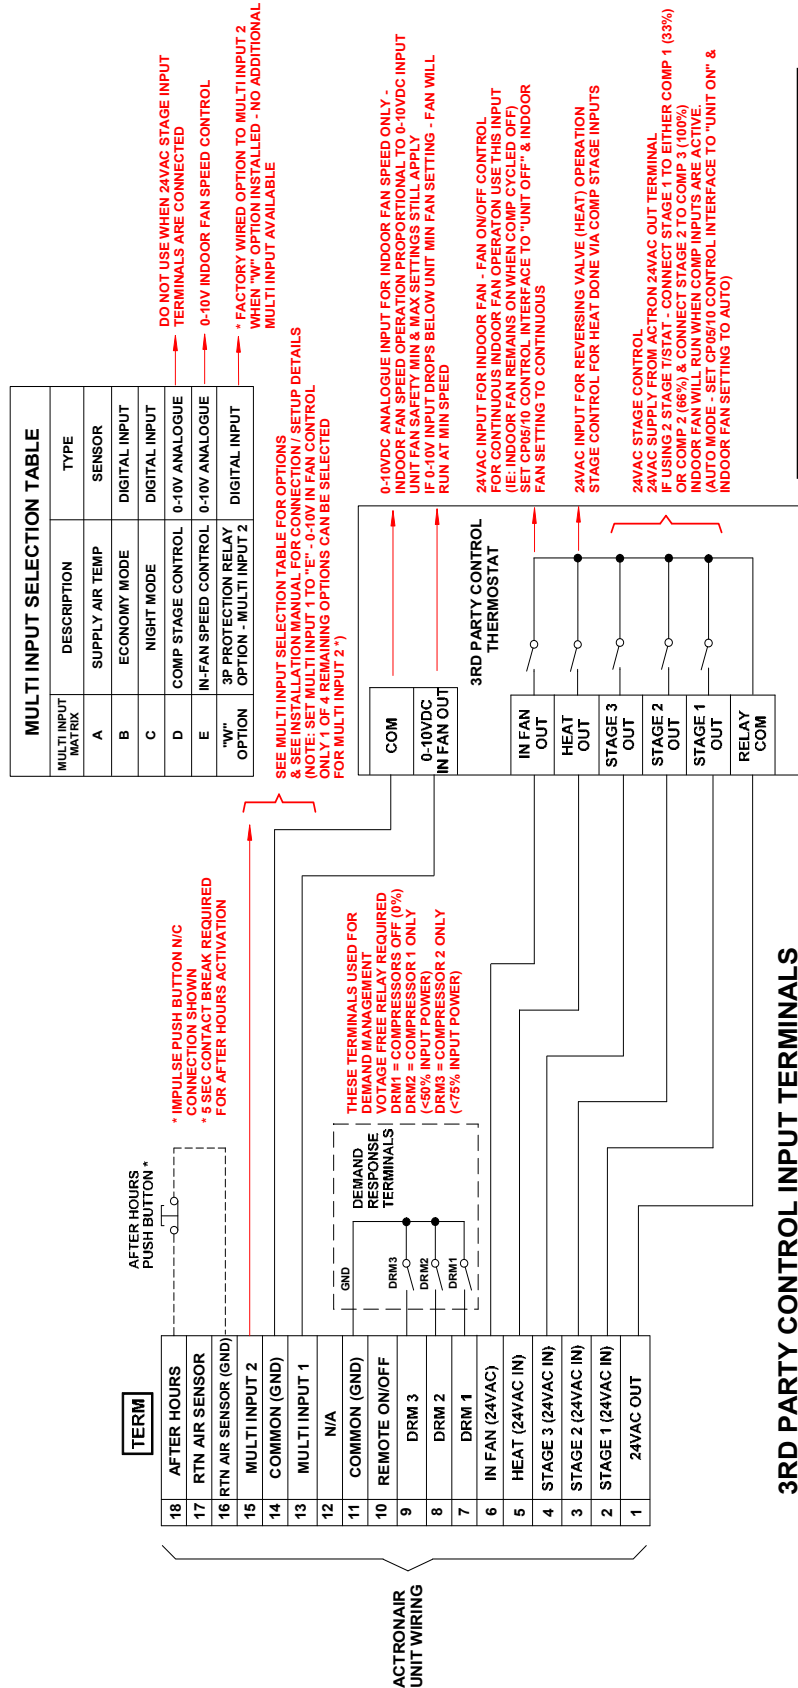 MULTI INPUT SELECTION TABLE
MULTI INPUT
MATRIX
DESCRIPTION
TYPE
A
SUPPLY AIR TEMP
SENSOR
B
ECONOMY MODE
DIGITAL INPUT
C
NIGHT MODE
DIGITAL INPUT
D
COMP STAGE CONTROL
0-10V ANALOGUE
E
IN-FAN SPEED CONTROL
0-10V ANALOGUE
"W"
OPTION
3P PROTECTION RELAY
OPTION - MULTI INPUT 2
DIGITAL INPUT
DO NOT USE WHEN 24VAC STAGE INPUT
TERMINALS ARE CONNECTED
0-10V INDOOR FAN SPEED CONTROL
* FACTORY WIRED OPTION TO MULTI INPUT 2
WHEN "W" OPTION INSTALLED - NO ADDITIONAL
MULTI INPUT AVAILABLE
SEE MULTI INPUT SELECTION TABLE FOR OPTIONS
& SEE INSTALLATION MANUAL FOR CONNECTION / SETUP DETAILS
(NOTE: SET MULTI INPUT 1 TO "E" - 0-10V IN FAN CONTROL
ONLY 1 OF 4 REMAINING OPTIONS CAN BE SELECTED
FOR MULTI INPUT 2 *)
AFTER HOURS
PUSH BUTTON *
* IMPULSE PUSH BUTTON N/C
CONNECTION SHOWN
* 5 SEC CONTACT BREAK REQUIRED
FOR AFTER HOURS ACTIVATION
TERM
18 AFTER HOURS
17 RTN AIR SENSOR
16 RTN AIR SENSOR (GND)
15 MULTI INPUT 2
14 COMMON (GND)
13 MULTI INPUT 1
12 N/A
11 COMMON (GND)
10 REMOTE ON/OFF
9 DRM 3
8 DRM 2
7 DRM 1
6 IN FAN (24VAC)
5 HEAT (24VAC IN)
4 STAGE 3 (24VAC IN)
3 STAGE 2 (24VAC IN)
2 STAGE 1 (24VAC IN)
1 24VAC OUT
ACTRONAIR
UNIT WIRING
GND
DEMAND
RESPONSE
TERMINALS
DRM3
DRM2
DRM1
THESE TERMINALS USED FOR
DEMAND MANAGEMENT
VOTAGE FREE RELAY REQUIRED
DRM1 = COMPRESSORS OFF (0%)
DRM2 = COMPRESSOR 1 ONLY
(<50% INPUT POWER)
DRM3 = COMPRESSOR 2 ONLY
(<75% INPUT POWER)
COM
0-10VDC
IN FAN OUT
3RD PARTY CONTROL
THERMOSTAT
IN FAN
OUT
HEAT
OUT
STAGE 3
OUT
STAGE 2
OUT
STAGE 1
OUT
RELAY
COM
0-10VDC ANALOGUE INPUT FOR INDOOR FAN SPEED ONLY -
INDOOR FAN SPEED OPERATION PROPORTIONAL TO 0-10VDC INPUT
UNIT FAN SAFETY MIN & MAX SETTINGS STILL APPLY
IF 0-10V INPUT DROPS BELOW UNIT MIN FAN SETTING - FAN WILL
RUN AT MIN SPEED
24VAC INPUT FOR INDOOR FAN - FAN ON/OFF CONTROL
FOR CONTINUOUS INDOOR FAN OPERATON USE THIS INPUT
(IE: INDOOR FAN REMAINS ON WHEN COMP CYCLED OFF)
SET CP05/10 CONTROL INTERFACE TO "UNIT OFF" & INDOOR
FAN SETTING TO CONTINUOUS
24VAC INPUT FOR REVERSING VALVE (HEAT) OPERATION
STAGE CONTROL FOR HEAT DONE VIA COMP STAGE INPUTS
24VAC STAGE CONTROL
24VAC SUPPLY FROM ACTRON 24VAC OUT TERMINAL
IF USING 2 STAGE T/STAT - CONNECT STAGE 1 TO EITHER COMP 1 (33%)
OR COMP 2 (66%) & CONNECT STAGE 2 TO COMP 3 (100%)
INDOOR FAN WILL RUN WHEN COMP INPUTS ARE ACTIVE.
(AUTO MODE - SET CP05/10 CONTROL INTERFACE TO "UNIT ON" &
INDOOR FAN SETTING TO AUTO)
3RD PARTY CONTROL INPUT TERMINALS